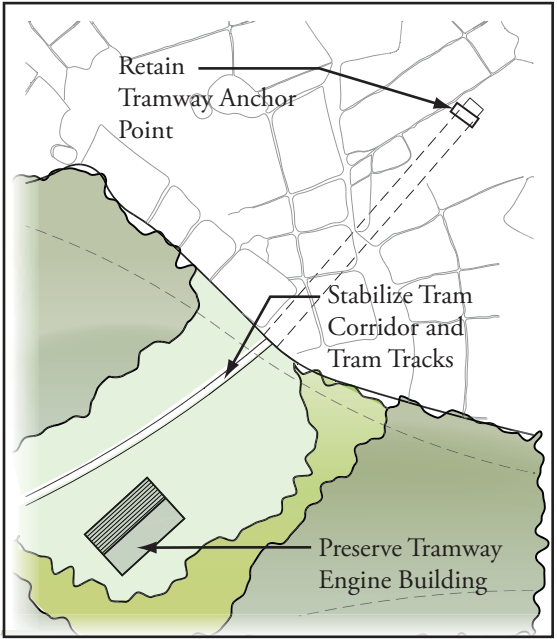 Retain
Tramway Anchor
Point
Stabilize Tram
Corridor and
Tram Tracks
Preserve Tramway
Engine Building